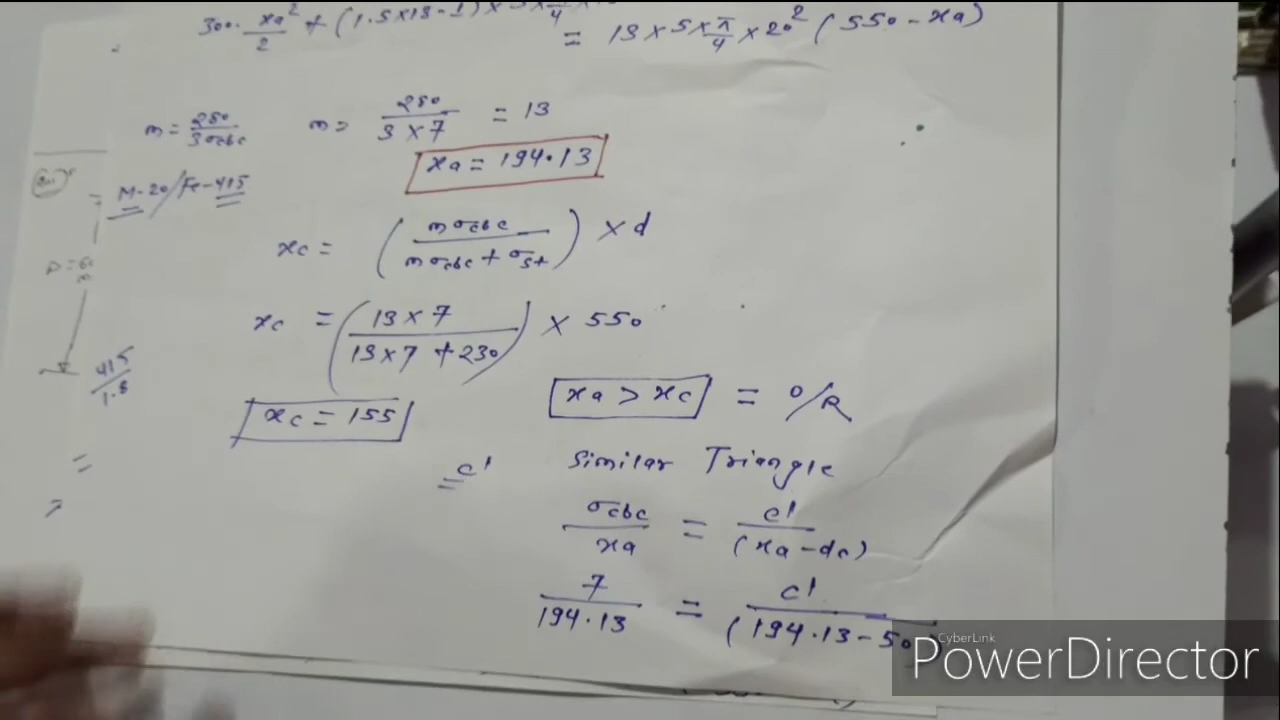 300. xa²/2 + (1.5×13-1) × 5 × π/4
= 13 × 5 × π/4 × 20² (550 - xa)
m = 280/3σcbc m = 280/3×7 = 13
xa = 194.13
M-20/Fe-415
xc = (mσcbc/mσcbc + σst) × d
xc = (13×7/13×7+230) × 550
415/1.8
xc = 155 xa > xc = O/R
=
c' Similar Triangle
σcbc/xa = c'/(xa-dc)
7/194.13 = c'/(194.13-50)
CyberLink
PowerDirector